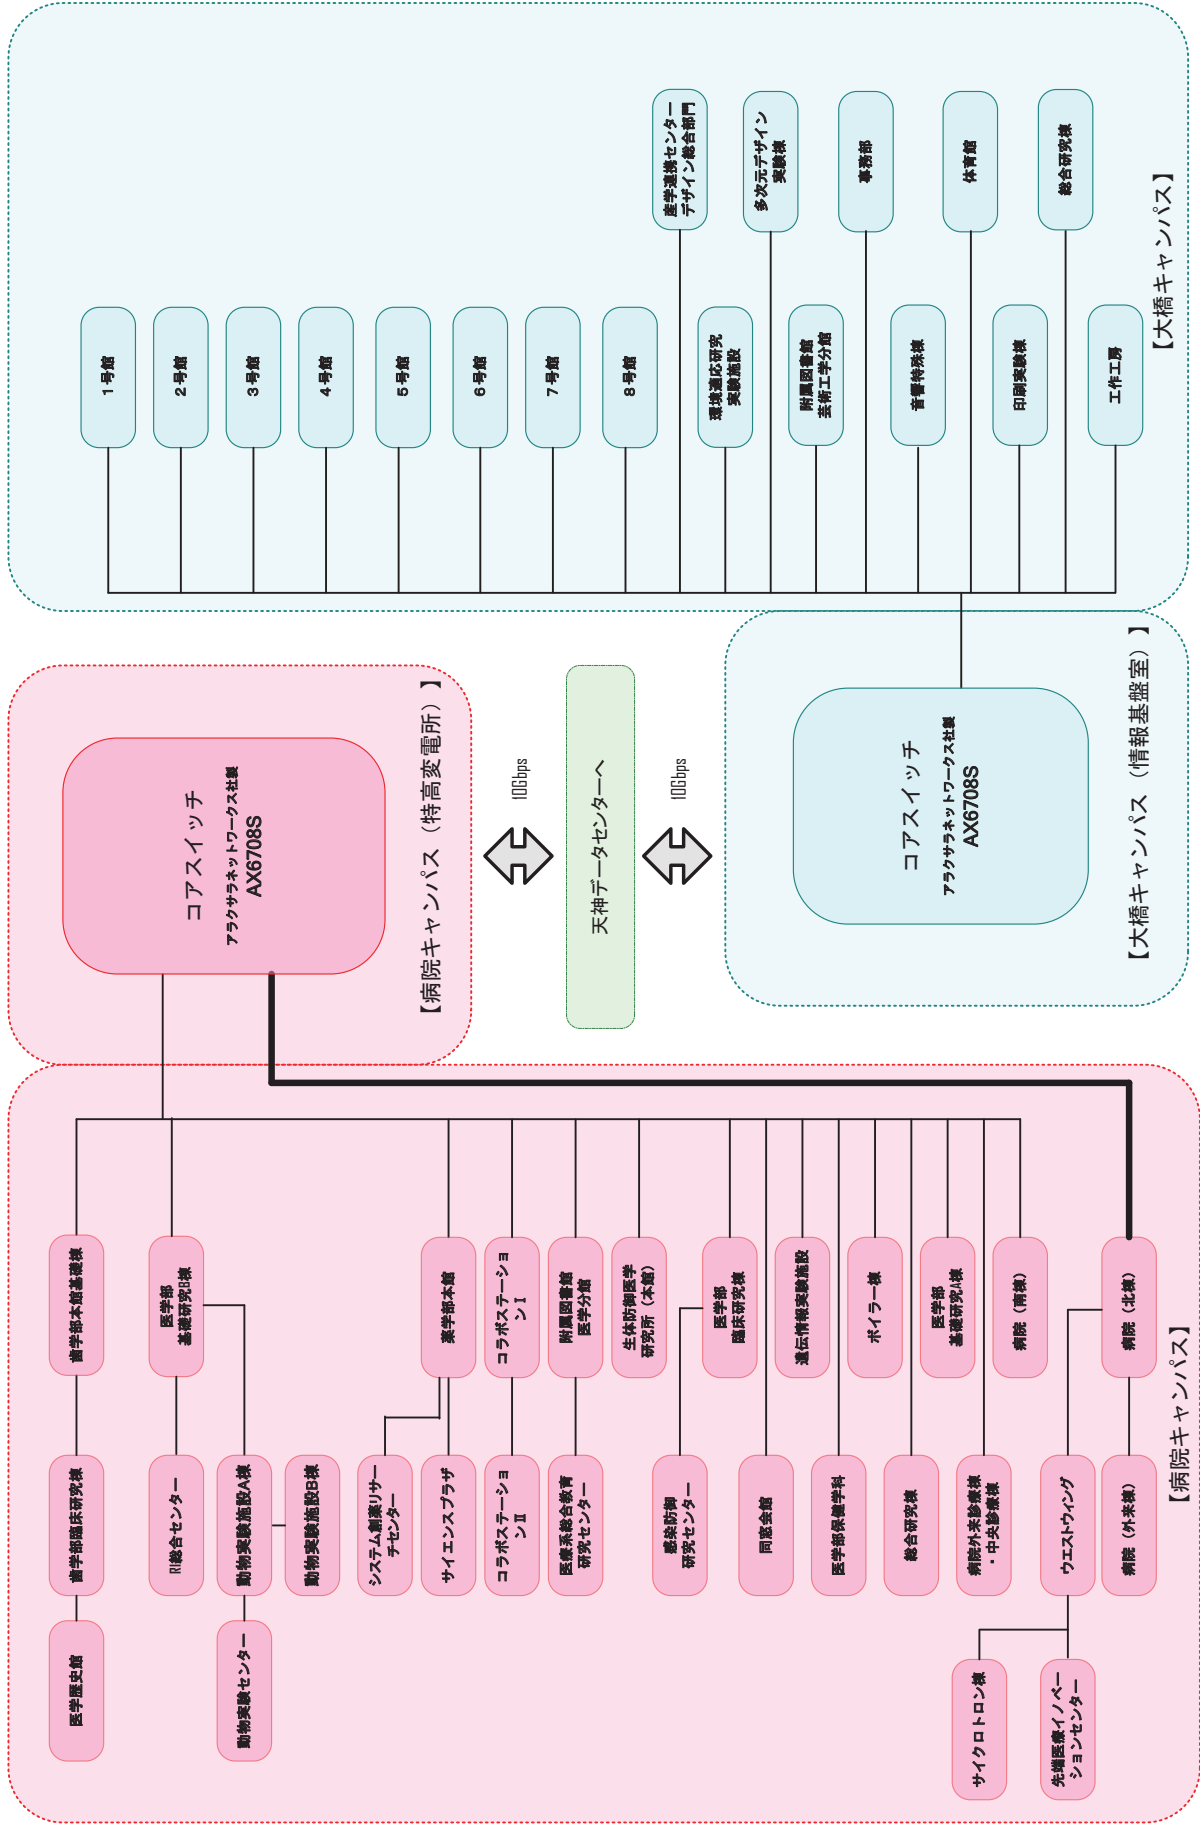 1号館
2号館
3号館
4号館
5号館
6号館
7号館
8号館
産学連携センター
デザイン総合部門
環境適応研究
実験施設
多次元デザイン
実験棟
附属図書館
芸術工学分館
事務部
音響特殊棟
体育館
印刷実験棟
総合研究棟
工作工房
【大橋キャンパス】
コアスイッチ
アラクサラネットワークス社製
AX6708S
【病院キャンパス（特高変電所）】
10Gbps
天神データセンターへ
10Gbps
コアスイッチ
アラクサラネットワークス社製
AX6708S
【大橋キャンパス（情報基盤室）】
歯学部本館基礎棟
医学部
基礎研究B棟
薬学部本館
コラボステーショ
ンⅠ
附属図書館
医学分館
生体防御医学
研究所（本館）
医学部
臨床研究棟
遺伝情報実験施設
ボイラー棟
医学部
基礎研究A棟
病院（南棟）
病院（北棟）
歯学部臨床研究棟
RI総合センター
動物実験施設A棟
動物実験施設B棟
システム創薬リサー
チセンター
サイエンスプラザ
コラボステーショ
ンⅡ
医療系総合教育
研究センター
感染防御
研究センター
同窓会館
医学部保健学科
総合研究棟
病院外来診療棟
・中央診療棟
ウエストウィング
病院（外来棟）
医学歴史館
動物実験センター
サイクロトロン棟
先端医療イノベー
ションセンター
【病院キャンパス】